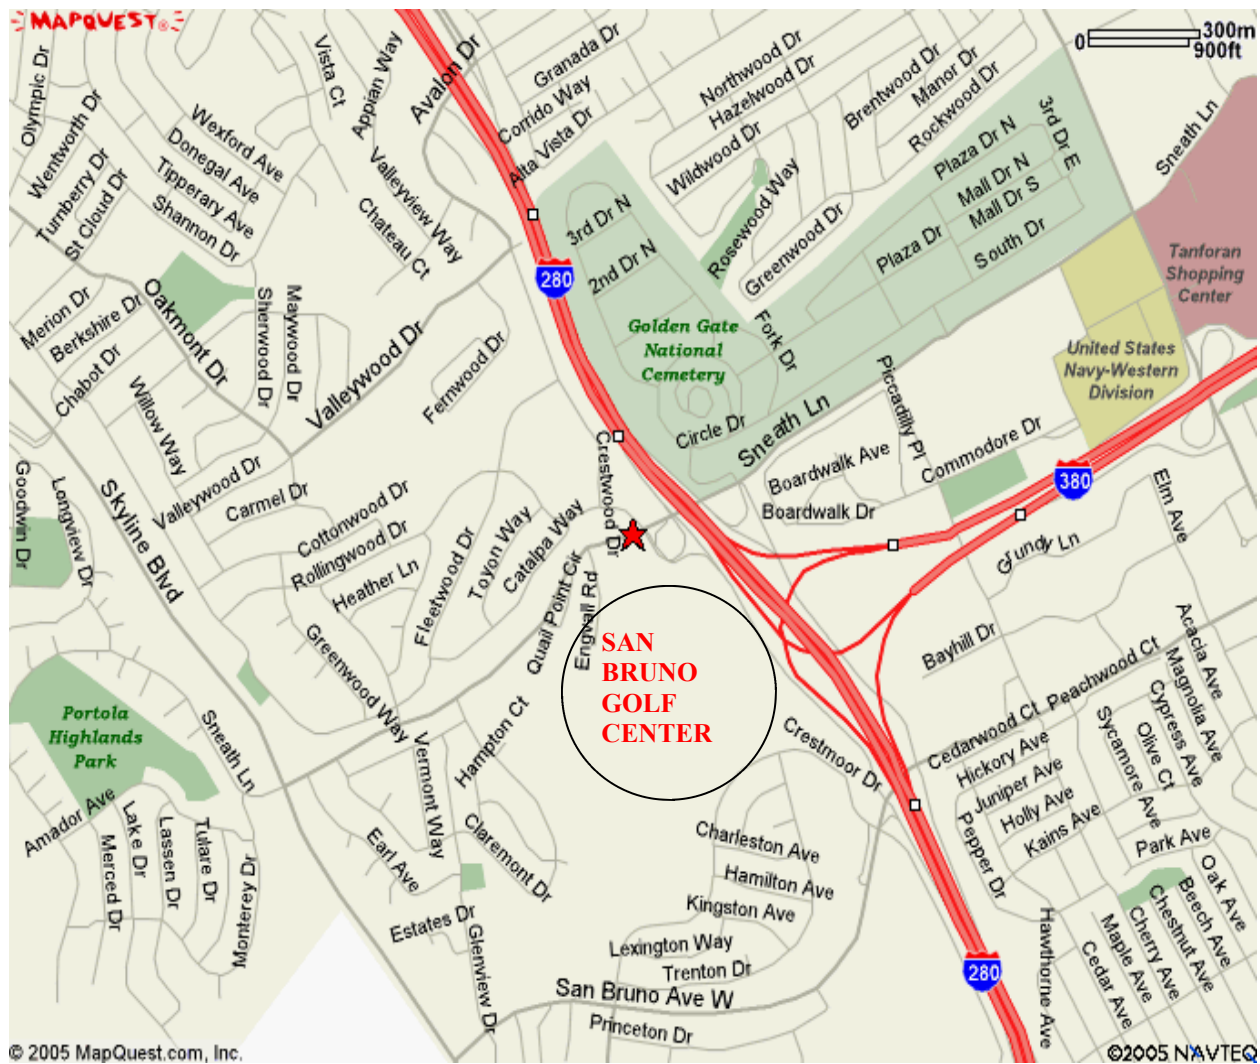 MAPQUEST®
0 300m
900ft
Olympic Dr
Wentworth Dr
Turnberry Dr
St Cloud Dr
Wexford Ave
Donegal Ave
Tipperary Ave
Shannon Dr
Vista Ct
Appian Way
Avalon Dr
Valleyview Way
Chateau Ct
Granada Dr
Corrido Way
Alta Vista Dr
Northwood Dr
Hazelwood Dr
Wildwood Dr
Brentwood Dr
Manor Dr
Rockwood Dr
Rosewood Way
Greenwood Dr
Plaza Dr N
3rd Dr E
Mall Dr N
Mall Dr S
Plaza Dr
South Dr
Sneath Ln
Tanforan
Shopping
Center
3rd Dr N
2nd Dr N
280
Golden Gate
National
Cemetery
Fork Dr
Circle Dr
Sneath Ln
United States
Navy-Western
Division
Merion Dr
Berkshire Dr
Chabot Dr
Oakmont Dr
Sherwood Dr
Maywood Dr
Valleywood Dr
Fernwood Dr
Willow Way
Valleywood Dr
Carmel Dr
Crestwood Dr
Piccadilly Pl
Boardwalk Ave
Boardwalk Dr
Commodore Dr
380
Elm Ave
Grundy Ln
Goodwin Dr
Longview Dr
Skyline Blvd
Cottonwood Dr
Rollingwood Dr
Heather Ln
Fleetwood Dr
Toyon Way
Catalpa Way
Quail Point Cir
Engvall Rd
SAN
BRUNO
GOLF
CENTER
Greenwood Way
Bayhill Dr
Acacia Ave
Magnolia Ave
Cypress Ave
Peachwood Ct
Cedarwood Ct
Olive Ct
Sycamore Ave
Portola
Highlands
Park
Sneath Ln
Hampton Ct
Vermont Way
Crestmoor Dr
Hickory Ave
Juniper Ave
Holly Ave
Kains Ave
Pepper Dr
Park Ave
Amador Ave
Merced Dr
Lake Dr
Lassen Dr
Tulare Dr
Monterey Dr
Earl Ave
Claremont Dr
Estates Dr
Glenview Dr
Charleston Ave
Hamilton Ave
Kingston Ave
Lexington Way
Trenton Dr
San Bruno Ave W
Princeton Dr
280
Hawthorne Ave
Cedar Ave
Maple Ave
Cherry Ave
Chestnut Ave
Beech Ave
Oak Ave
© 2005 MapQuest.com, Inc.
©2005 NAVTEQ